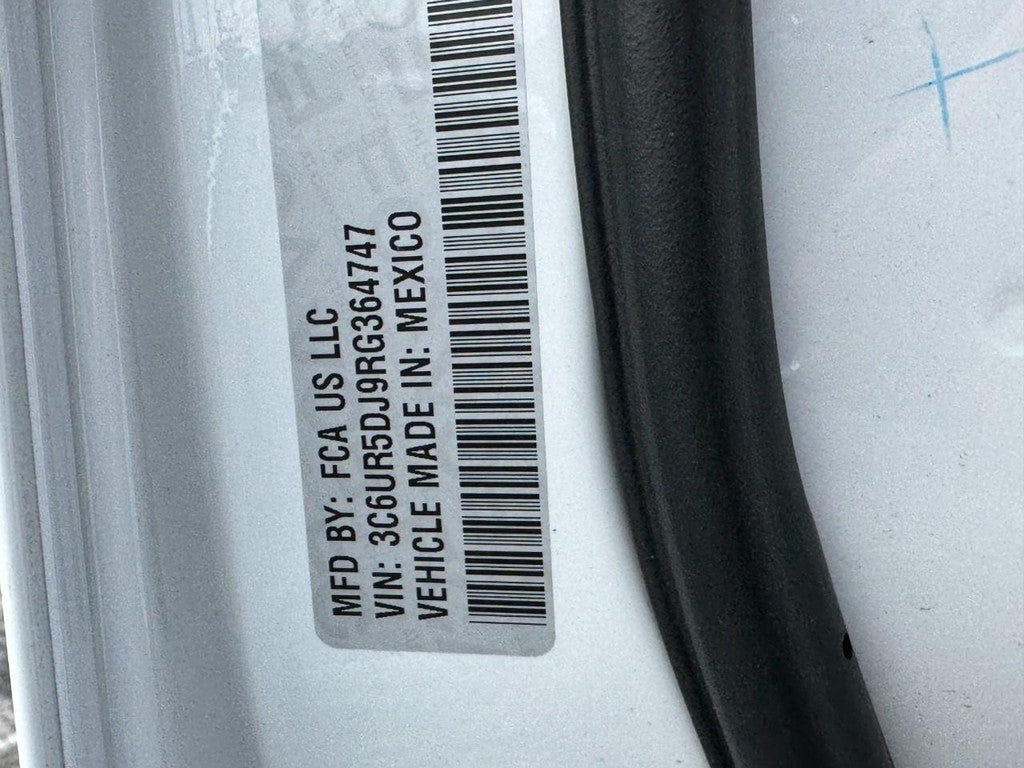 MFD BY: FCA US LLC
VIN: 3C6UR5DJ9RG364747
VEHICLE MADE IN: MEXICO